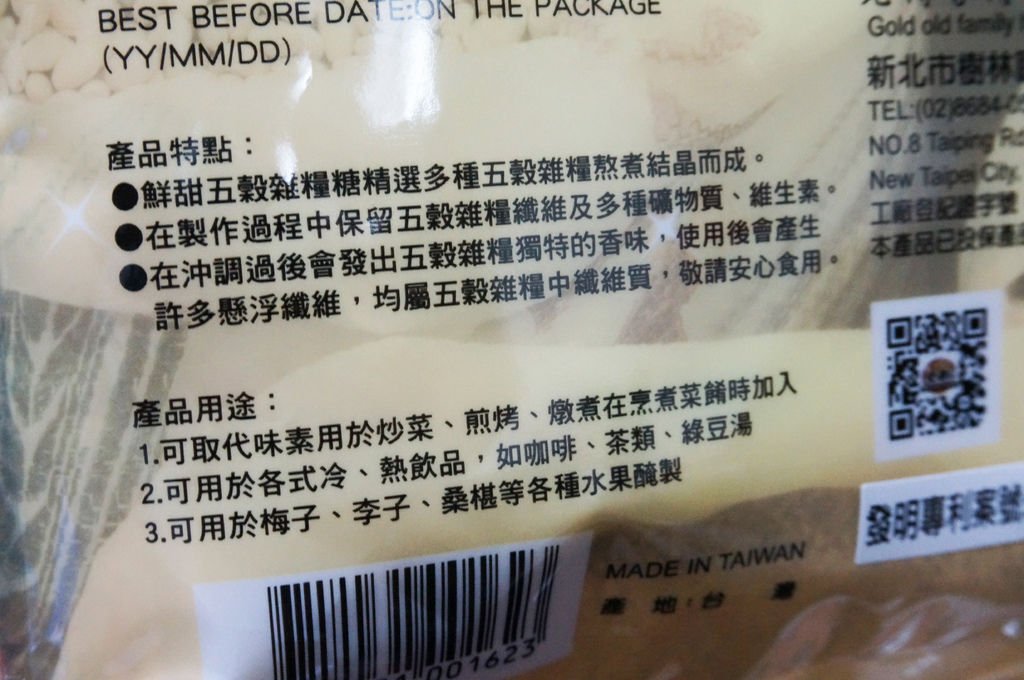 BEST BEFORE DATE:ON THE PACKAGE
(YY/MM/DD)
產品特點：
●鮮甜五穀雜糧糖精選多種五穀雜糧熬煮結晶而成。
●在製作過程中保留五穀雜糧纖維及多種礦物質、維生素。
●在沖調過後會發出五穀雜糧獨特的香味，使用後會產生
許多懸浮纖維，均屬五穀雜糧中纖維質，敬請安心食用。
產品用途：
1.可取代味素用於炒菜、煎烤、燉煮在烹煮菜餚時加入
2.可用於各式冷、熱飲品，如咖啡、茶類、綠豆湯
3.可用於梅子、李子、桑椹等各種水果醃製
MADE IN TAIWAN
產 地：台 灣
001623
Gold old family
新北市樹林
TEL:(02)8684-0
NO.8 Taiping Rd
New Taipei City
工廠登記證字號
本產品已投保產
發明專利案號